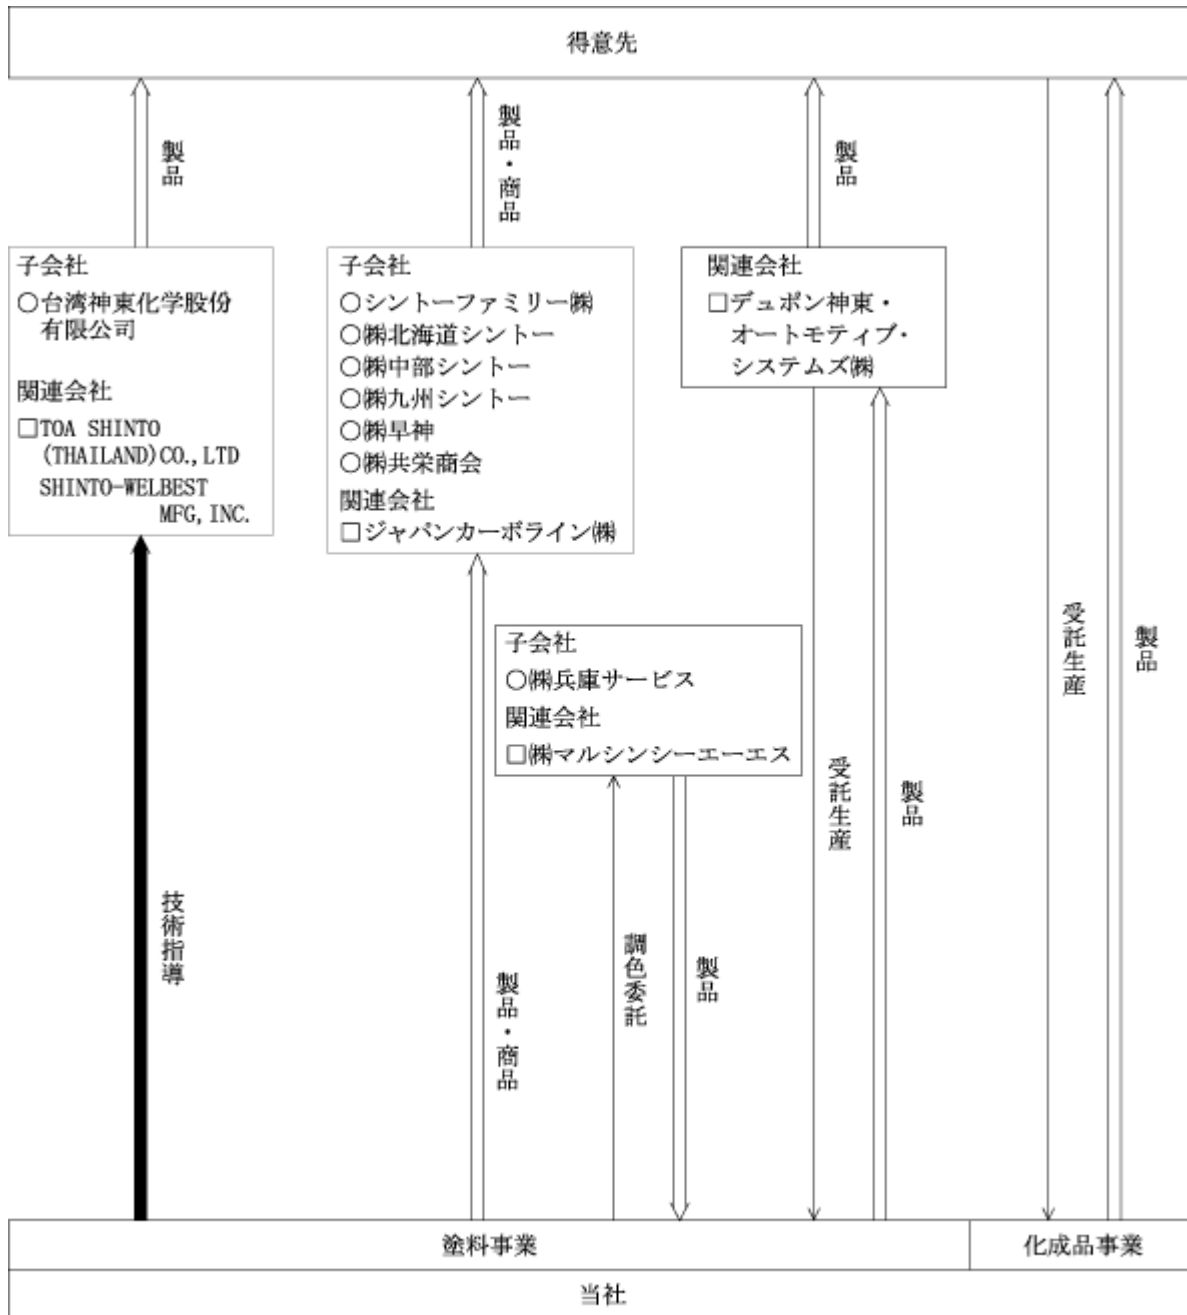 得意先
製品
製品・商品
製品
子会社
○台湾神東化学股份
有限公司
関連会社
□TOA SHINTO
(THAILAND)CO.,LTD
SHINTO-WELBEST
MFG,INC.
子会社
○シントーファミリー㈱
○㈱北海道シントー
○㈱中部シントー
○㈱九州シントー
○㈱早神
○㈱共栄商会
関連会社
□ジャパンカーボライン㈱
関連会社
□デュポン神東・
オートモティブ・
システムズ㈱
子会社
○㈱兵庫サービス
関連会社
□㈱マルシンシーエーエス
技術指導
製品・商品
調色委託
製品
受託生産
製品
受託生産
製品
塗料事業
化成品事業
当社